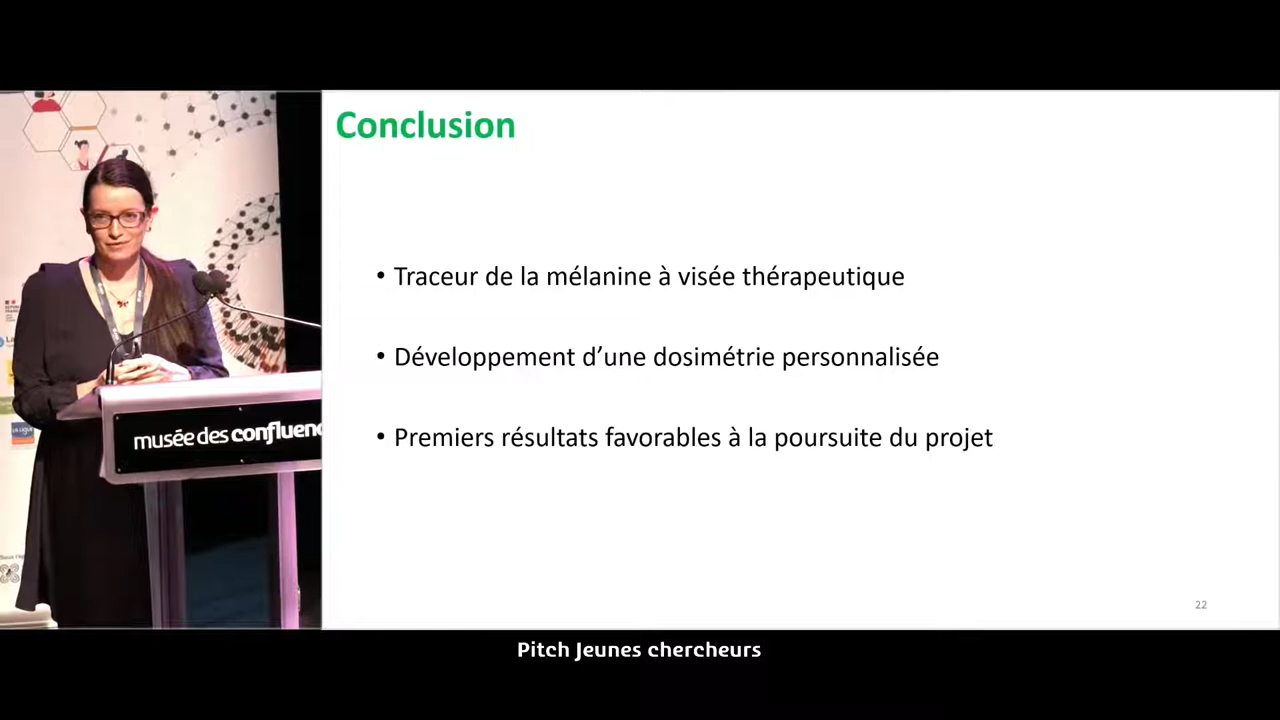 Conclusion
• Traceur de la mélanine à visée thérapeutique
• Développement d’une dosimétrie personnalisée
• Premiers résultats favorables à la poursuite du projet
musée des confluenc
22
Pitch Jeunes chercheurs